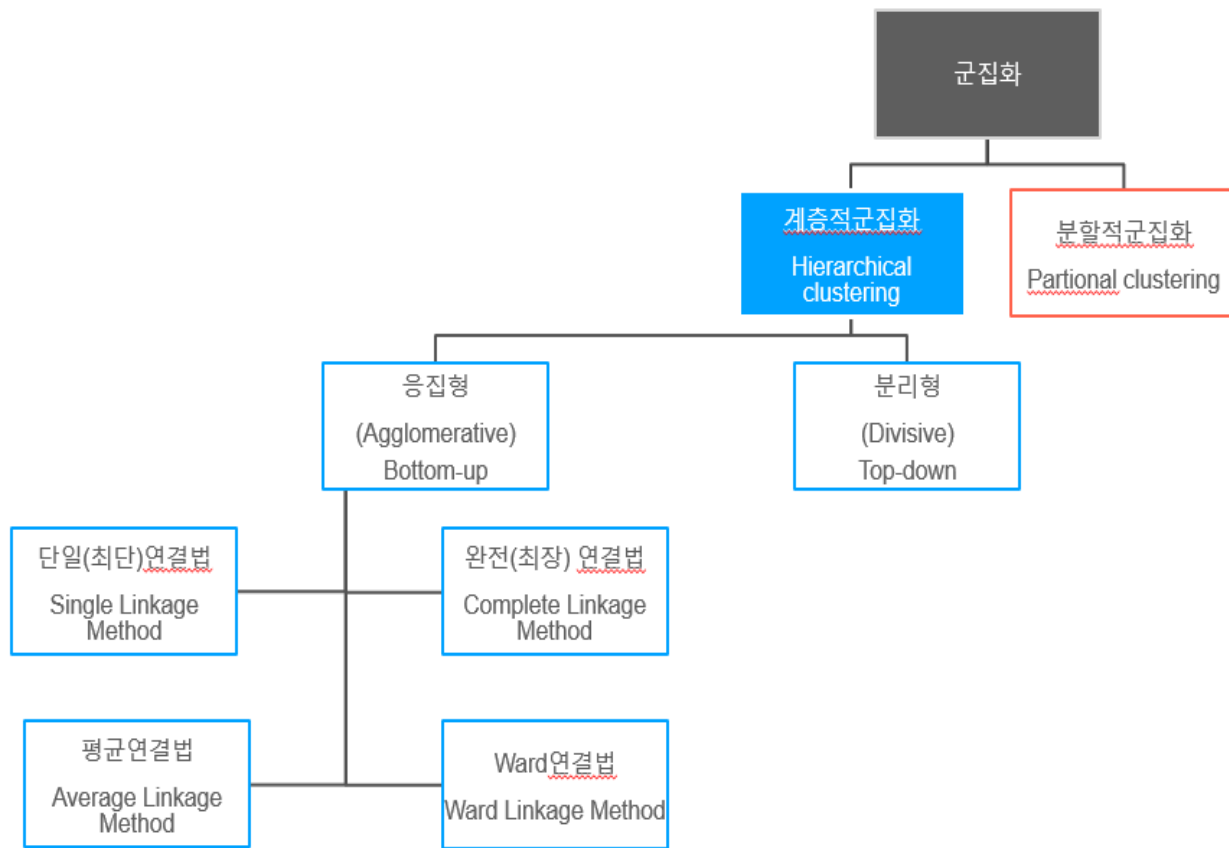 군집화
계층적군집화
Hierarchical
clustering
분할적군집화
Partional clustering
응집형
(Agglomerative)
Bottom-up
분리형
(Divisive)
Top-down
단일(최단)연결법
Single Linkage
Method
완전(최장) 연결법
Complete Linkage
Method
평균연결법
Average Linkage
Method
Ward연결법
Ward Linkage Method